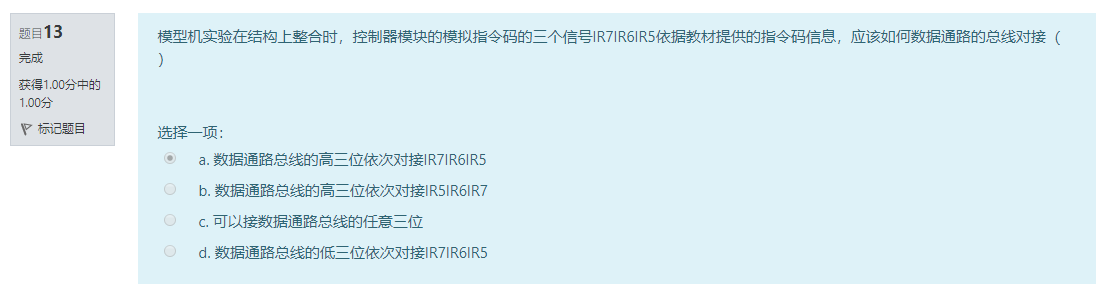 题目13
完成
获得1.00分中的
1.00分
标记题目
模型机实验在结构上整合时，控制器模块的模拟指令码的三个信号IR7IR6IR5依据教材提供的指令码信息，应该如何数据通路的总线对接（
）
选择一项：
a. 数据通路总线的高三位依次对接IR7IR6IR5
b. 数据通路总线的高三位依次对接IR5IR6IR7
c. 可以接数据通路总线的任意三位
d. 数据通路总线的低三位依次对接IR7IR6IR5